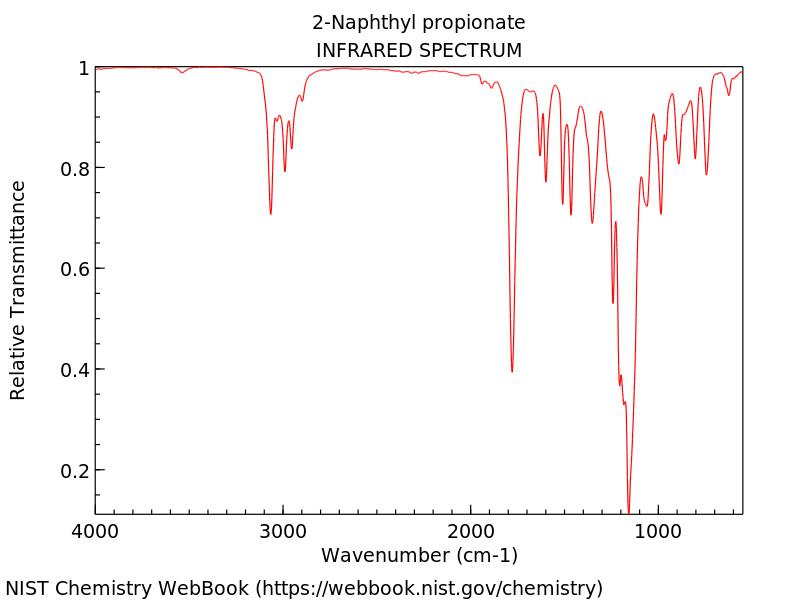 2-Naphthyl propionate
INFRARED SPECTRUM
Relative Transmittance
1
0.8
0.6
0.4
0.2
4000 3000 2000 1000
Wavenumber (cm-1)
NIST Chemistry WebBook (https://webbook.nist.gov/chemistry)